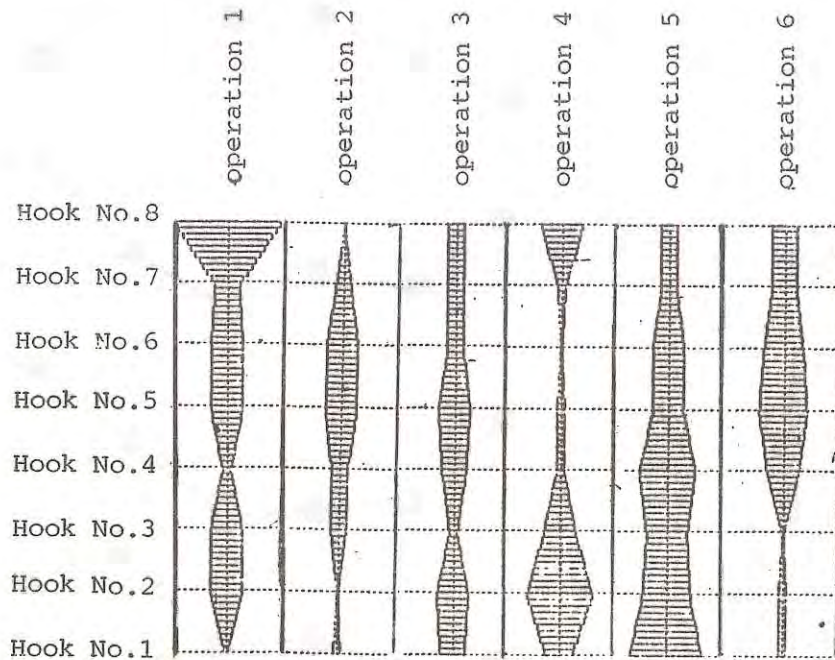 operation 1
operation 2
operation 3
operation 4
operation 5
operation 6
Hook No.8
Hook No.7
Hook No.6
Hook No.5
Hook No.4
Hook No.3
Hook No.2
Hook No.1